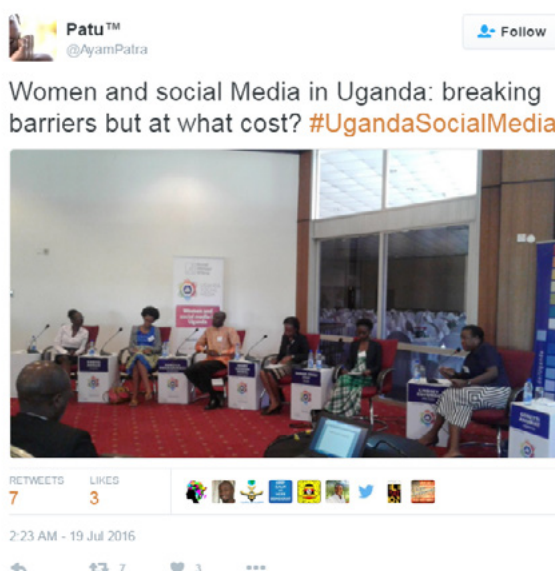 Patu™
@AyamPatra
Follow
Women and social Media in Uganda: breaking
barriers but at what cost? #UgandaSocialMedia
Women and
social media
Uganda
RETWEETS
LIKES
7
3
2:23 AM - 19 Jul 2016
7
3